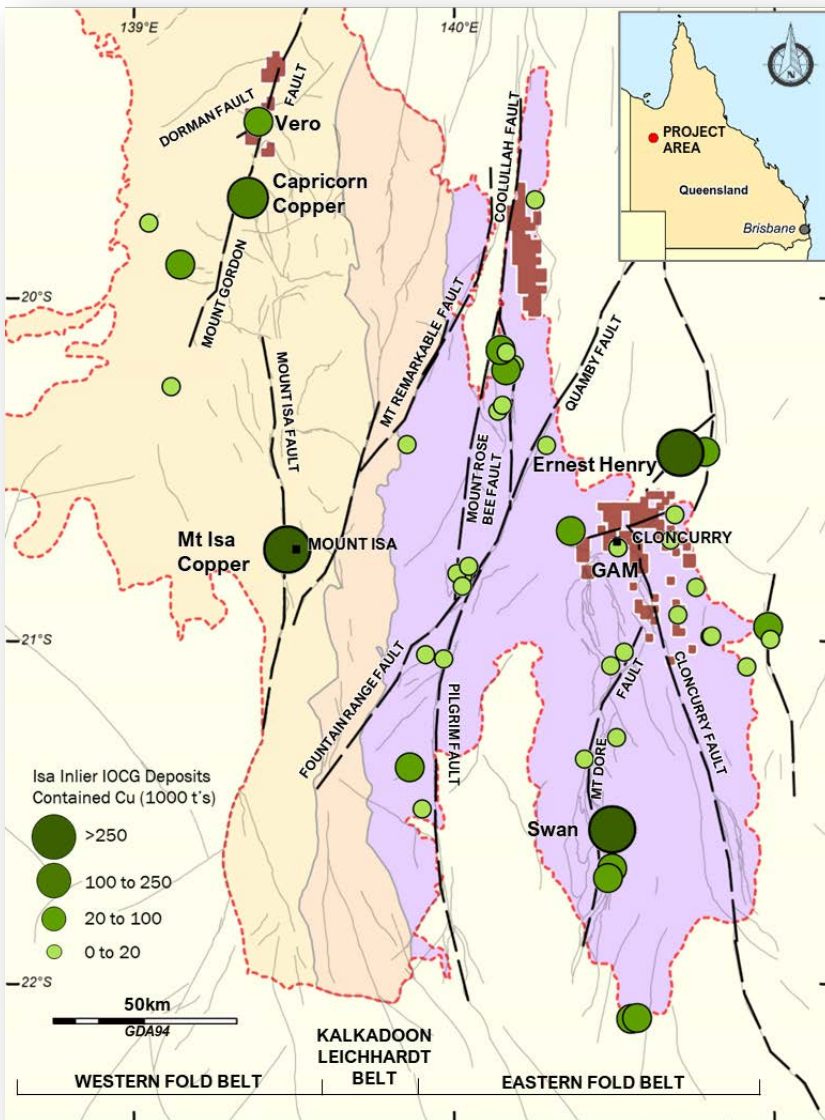 139°E
140°E
DORMAN FAULT
FAULT
Vero
Capricorn
Copper
COOLULLAH FAULT
PROJECT
AREA
Queensland
Brisbane
N
20°S
MOUNT GORDON
MOUNT ISA FAULT
MT REMARKABLE FAULT
QUAMBY FAULT
MOUNT ROSE
BEE FAULT
Ernest Henry
Mt Isa
Copper
MOUNT ISA
CLONCURRY
GAM
21°S
FOUNTAIN RANGE FAULT
PILGRIM FAULT
FAULT
MT DORE
CLONCURRY FAULT
Isa Inlier IOCG Deposits
Contained Cu (1000 t's)
>250
100 to 250
20 to 100
0 to 20
Swan
22°S
50km
GDA94
KALKADOON
LEICHHARDT
BELT
WESTERN FOLD BELT
EASTERN FOLD BELT